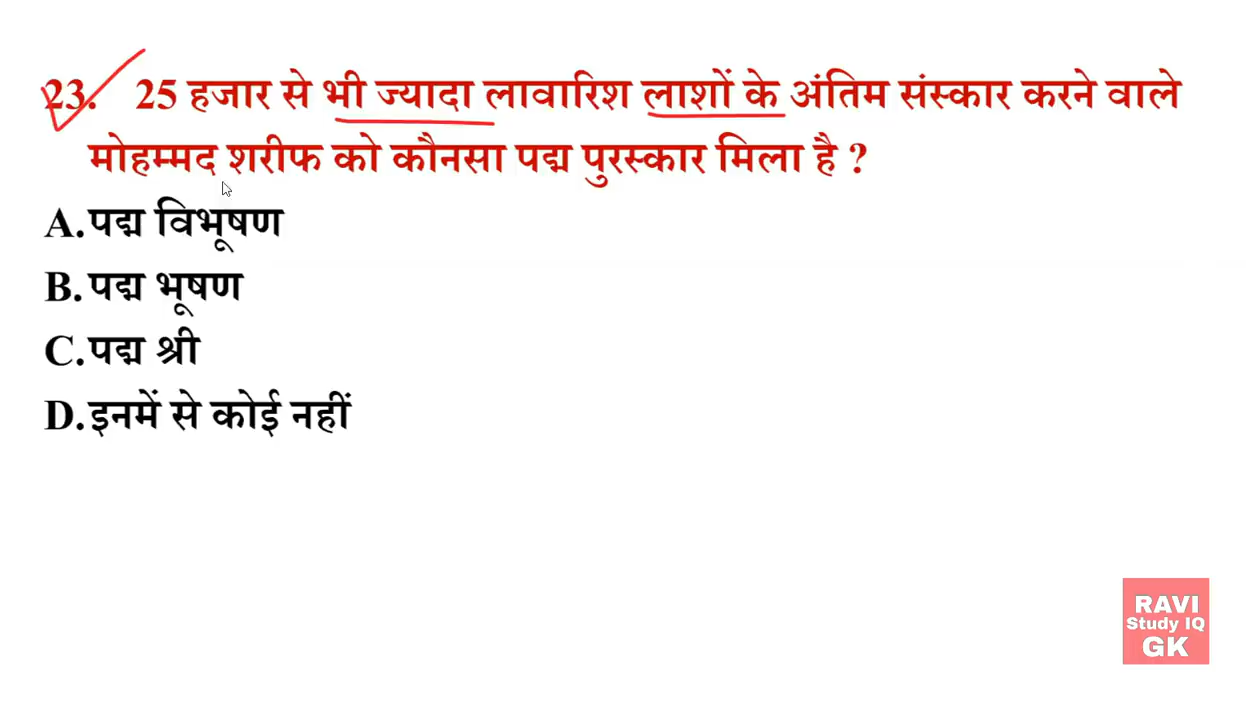 23. 25 हजार से भी ज्यादा लावारिश लाशों के अंतिम संस्कार करने वाले
मोहम्मद शरीफ को कौनसा पद्म पुरस्कार मिला है ?
A. पद्म विभूषण
B. पद्म भूषण
C. पद्म श्री
D. इनमें से कोई नहीं
RAVI
Study IQ
GK